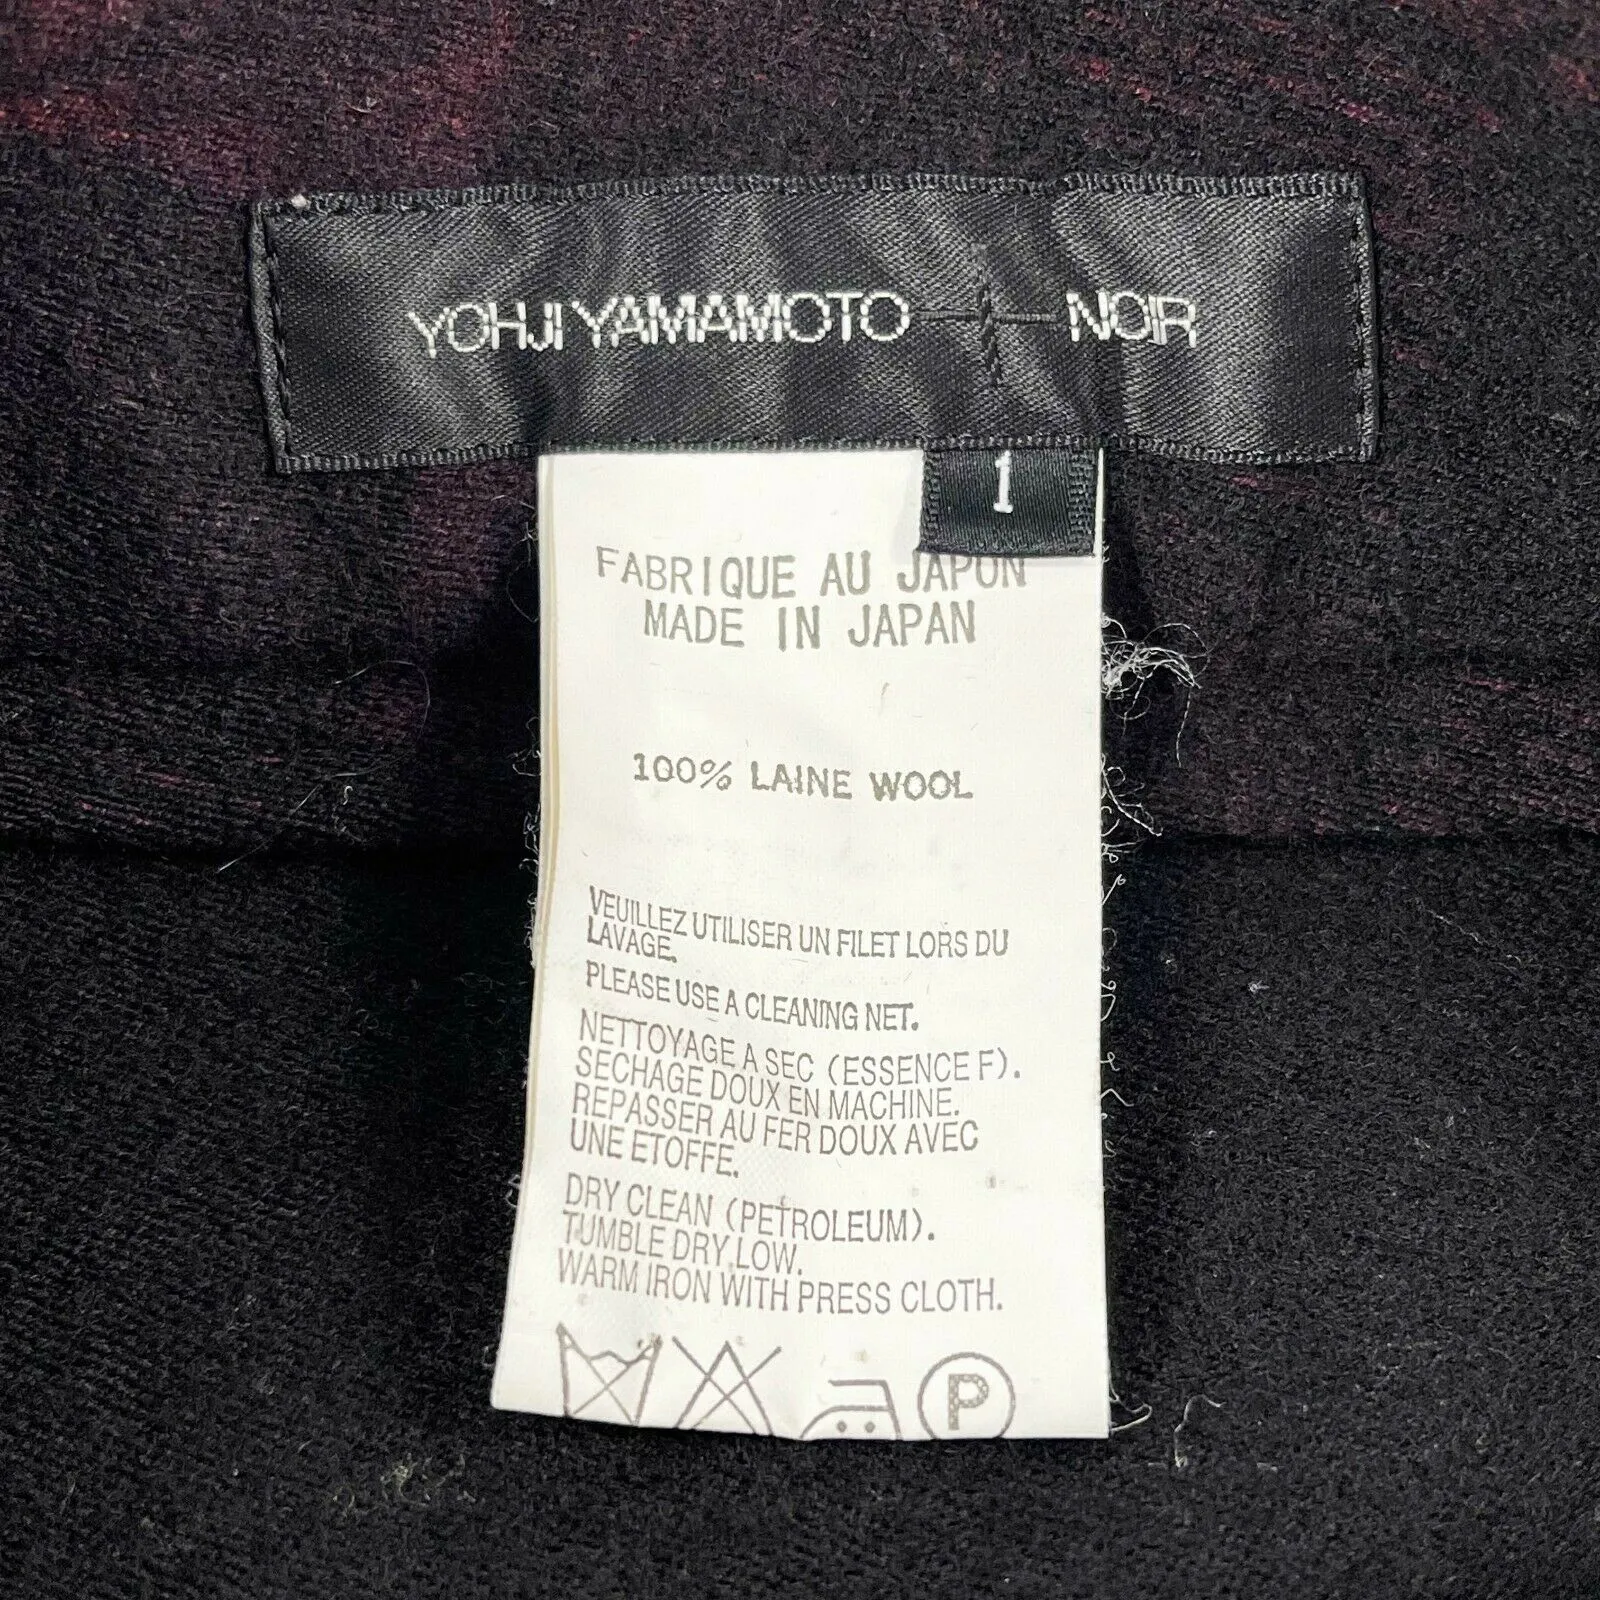 YOHJI YAMAMOTO + NOIR
1
FABRIQUE AU JAPON
MADE IN JAPAN
100% LAINE WOOL
VEUILLEZ UTILISER UN FILET LORS DU
LAVAGE.
PLEASE USE A CLEANING NET.
NETTOYAGE A SEC (ESSENCE F).
SECHAGE DOUX EN MACHINE.
REPASSER AU FER DOUX AVEC
UNE ETOFFE.
DRY CLEAN (PETROLEUM).
TUMBLE DRY, LOW.
WARM IRON WITH PRESS CLOTH.
P